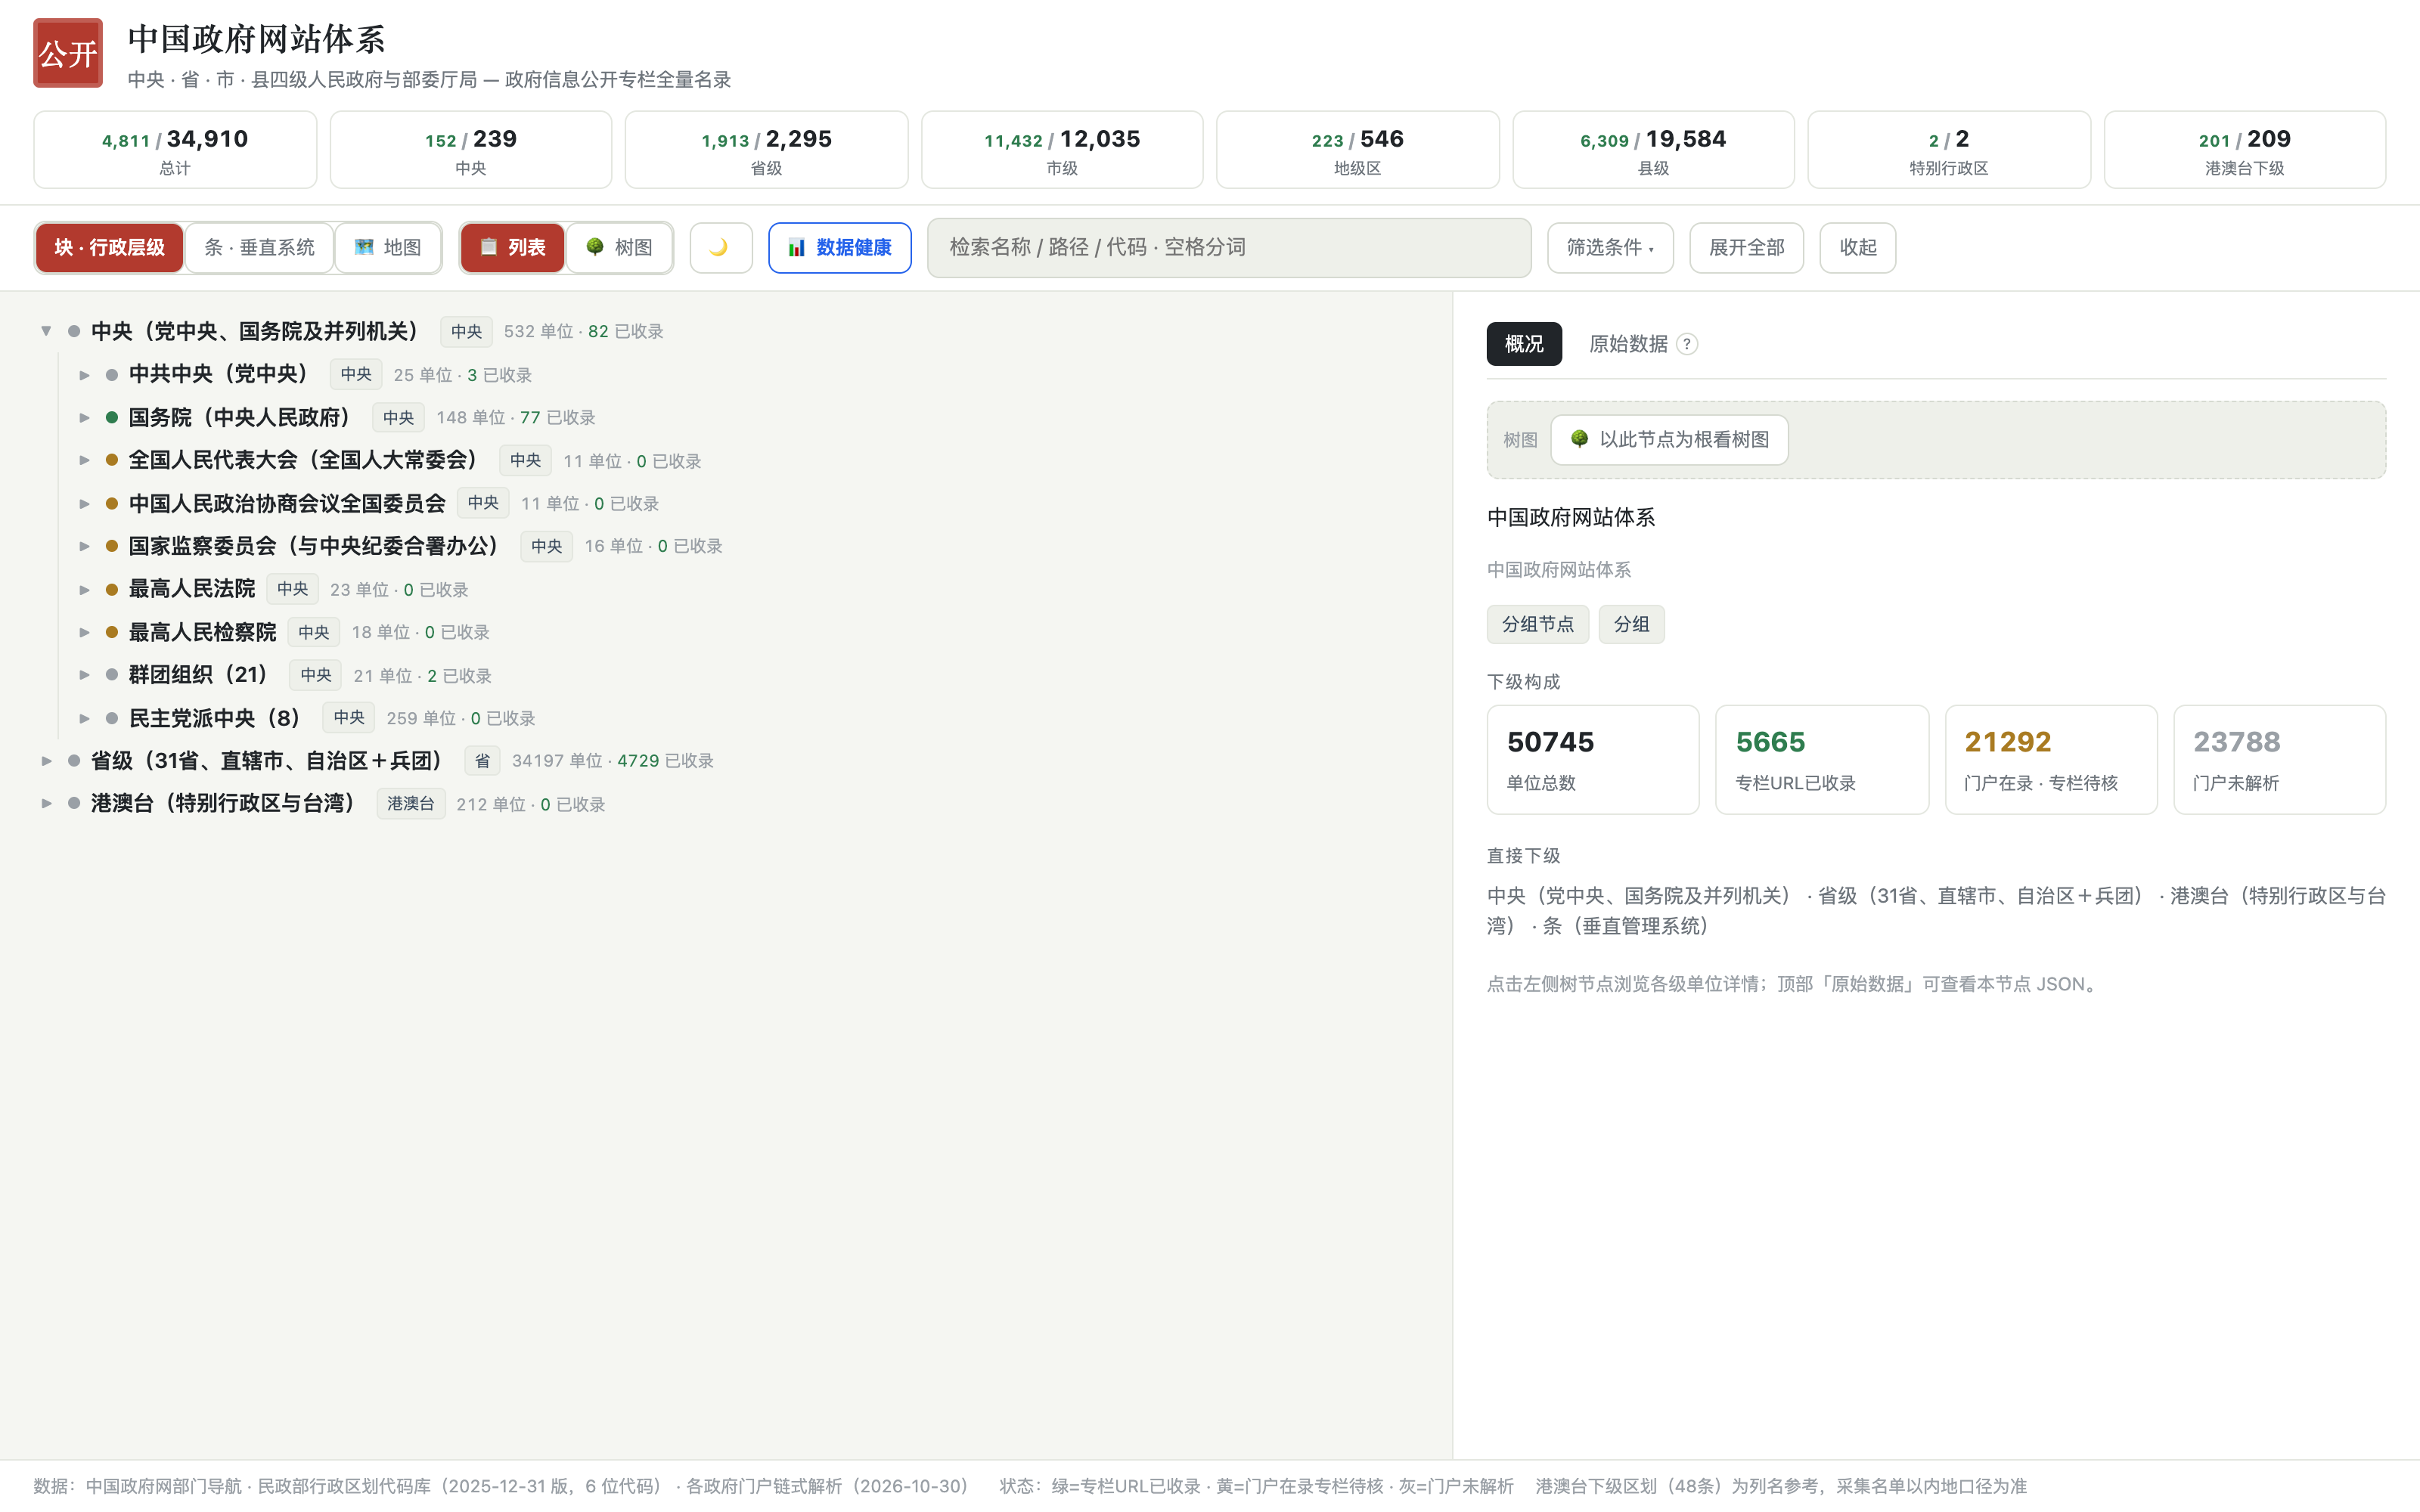 公开
中国政府网站体系
中央 · 省 · 市 · 县四级人民政府与部委厅局 — 政府信息公开专栏全量名录
4,811 / 34,910
总计
152 / 239
中央
1,913 / 2,295
省级
11,432 / 12,035
市级
223 / 546
地级区
6,309 / 19,584
县级
2 / 2
特别行政区
201 / 209
港澳台下级
块 · 行政层级 条 · 垂直系统 地图 列表 树图 数据健康 检索名称 / 路径 / 代码 · 空格分词 筛选条件 ▾ 展开全部 收起
▼ 中央（党中央、国务院及并列机关） 中央 532 单位 · 82 已收录
▶ 中共中央（党中央） 中央 25 单位 · 3 已收录
▶ 国务院（中央人民政府） 中央 148 单位 · 77 已收录
▶ 全国人民代表大会（全国人大常委会） 中央 11 单位 · 0 已收录
▶ 中国人民政治协商会议全国委员会 中央 11 单位 · 0 已收录
▶ 国家监察委员会（与中央纪委合署办公） 中央 16 单位 · 0 已收录
▶ 最高人民法院 中央 23 单位 · 0 已收录
▶ 最高人民检察院 中央 18 单位 · 0 已收录
▶ 群团组织（21） 中央 21 单位 · 2 已收录
▶ 民主党派中央（8） 中央 259 单位 · 0 已收录
▶ 省级（31省、直辖市、自治区＋兵团） 省 34197 单位 · 4729 已收录
▶ 港澳台（特别行政区与台湾） 港澳台 212 单位 · 0 已收录
概况 原始数据 ?
树图 以此节点为根看树图
中国政府网站体系
中国政府网站体系
分组节点 分组
下级构成
50745
单位总数
5665
专栏URL已收录
21292
门户在录 · 专栏待核
23788
门户未解析
直接下级
中央（党中央、国务院及并列机关） · 省级（31省、直辖市、自治区＋兵团） · 港澳台（特别行政区与台
湾） · 条（垂直管理系统）
点击左侧树节点浏览各级单位详情；顶部「原始数据」可查看本节点 JSON。
数据：中国政府网部门导航 · 民政部行政区划代码库（2025-12-31 版，6 位代码） · 各政府门户链式解析（2026-10-30） 状态：绿=专栏URL已收录 · 黄=门户在录专栏待核 · 灰=门户未解析 港澳台下级区划（48条）为列名参考，采集名单以内地口径为准